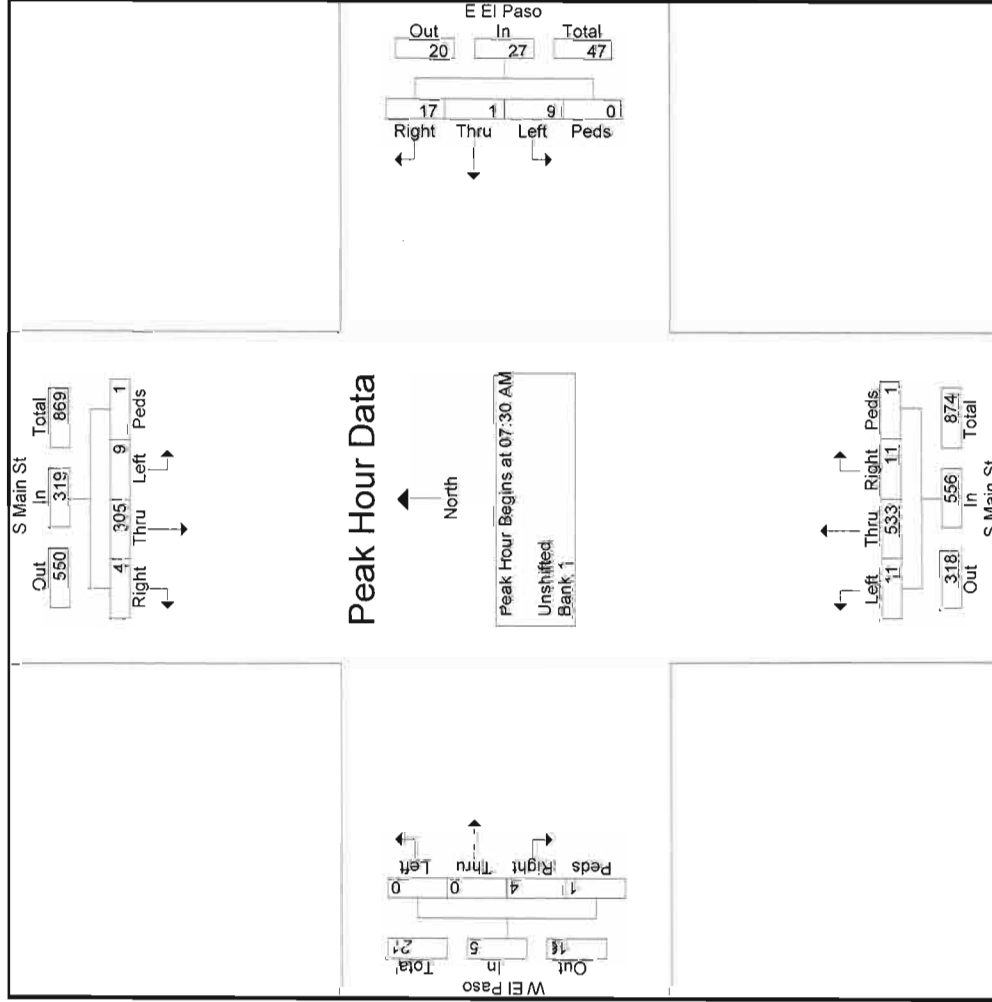 E El Paso
Out In Total
20 27 47
17 1 9 0
Right Thru Left Peds
S Main St
Out In Total
550 319 869
4 305 9 1
Right Thru Left Peds
Peak Hour Data
North
Peak Hour Begins at 07:30 AM
Unshifted
Bank 1
Left Thru Right Peds
11 533 11 1
318 556 874
Out In Total
S Main St
Left Thru Right Peds
0 0 4 1
21 5 16
Total In Out
W El Paso